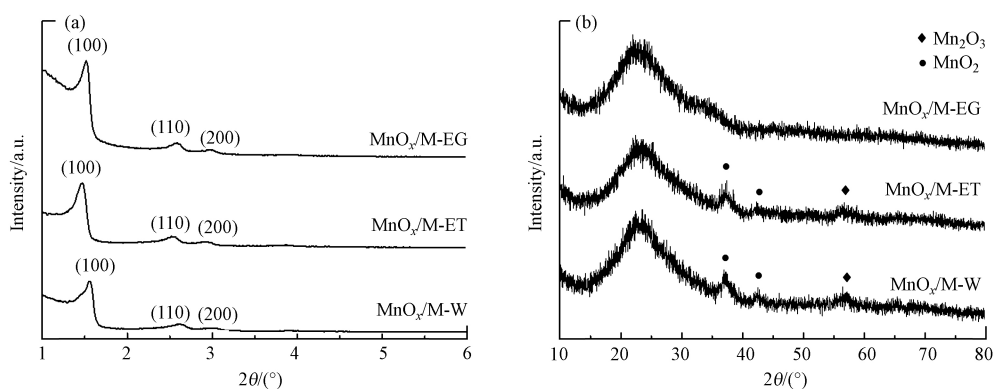 (a)
(100)
(110)
(200)
MnOₓ/M-EG
(100)
(110)
(200)
MnOₓ/M-ET
(100)
(110)
(200)
MnOₓ/M-W
Intensity/a.u.
1 2 3 4 5 6
2θ/(°)
(b)
◆ Mn₂O₃
● MnO₂
MnOₓ/M-EG
MnOₓ/M-ET
MnOₓ/M-W
Intensity/a.u.
10 20 30 40 50 60 70 80
2θ/(°)